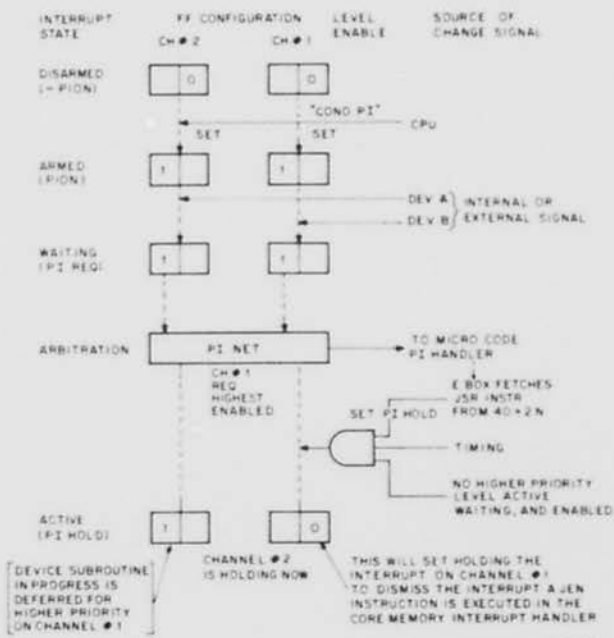 INTERRUPT STATE
FF CONFIGURATION
LEVEL ENABLE
SOURCE OF CHANGE SIGNAL
CH # 2
CH # 1
DISARMED
(¬ PION)
0
0
"COND PI"
SET
SET
CPU
ARMED
(PION)
1
1
DEV A
DEV B
INTERNAL OR
EXTERNAL SIGNAL
WAITING
(PI REQ)
1
1
ARBITRATION
PI NET
TO MICRO CODE
PI HANDLER
CH # 1
REQ
HIGHEST
ENABLED
E BOX FETCHES
JSR INSTR
FROM 40 + 2N
SET PI HOLD
TIMING
NO HIGHER PRIORITY
LEVEL ACTIVE
WAITING, AND ENABLED
ACTIVE
(PI HOLD)
1
0
DEVICE SUBROUTINE
IN PROGRESS IS
DEFERRED FOR
HIGHER PRIORITY
ON CHANNEL # 1
CHANNEL # 2
IS HOLDING NOW
THIS WILL SET HOLDING THE
INTERRUPT ON CHANNEL # 1
TO DISMISS THE INTERRUPT A JEN
INSTRUCTION IS EXECUTED IN THE
CORE MEMORY INTERRUPT HANDLER